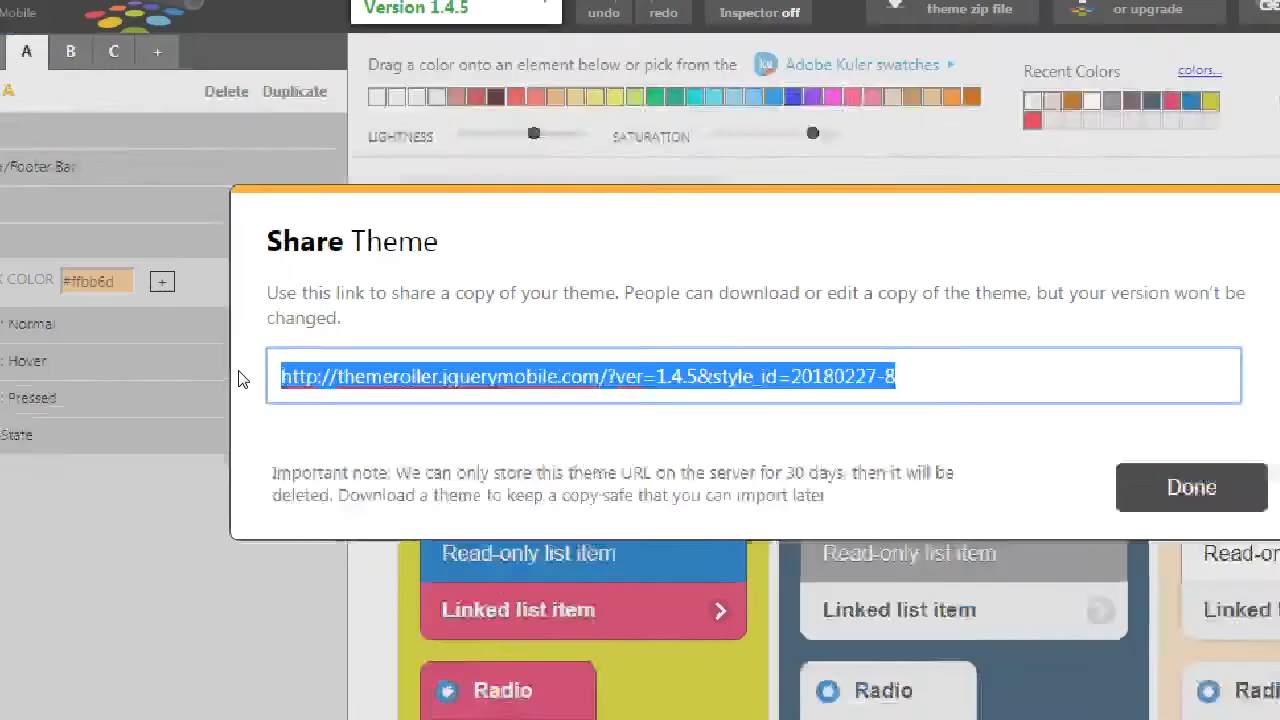 Mobile
Version 1.4.5
undo
redo
Inspector off
theme zip file
or upgrade
A
B
C
+
A
Delete
Duplicate
Drag a color onto an element below or pick from the
ku
Adobe Kuler swatches
Recent Colors
colors...
LIGHTNESS
SATURATION
/Footer Bar
COLOR
#ffbb6d
+
: Normal
: Hover
: Pressed
State
Share Theme
Use this link to share a copy of your theme. People can download or edit a copy of the theme, but your version won't be
changed.
http://themeroller.jquerymobile.com/?ver=1.4.5&style_id=20180227-8
Important note: We can only store this theme URL on the server for 30 days, then it will be
deleted. Download a theme to keep a copy-safe that you can import later
Done
Read-only list item
Read-only list item
Read-or
Linked list item
Linked list item
Linked list
Radio
Radio
Radi